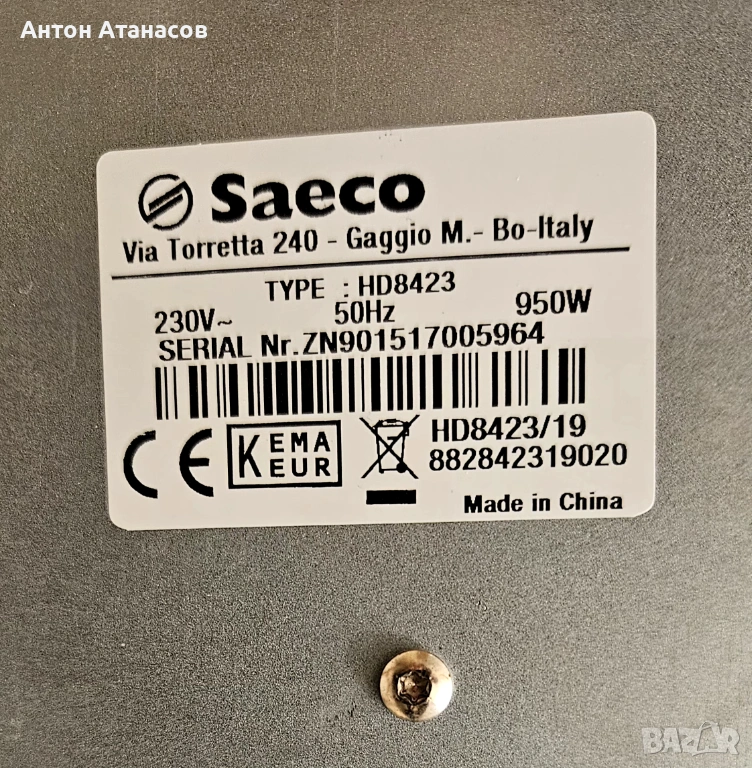 Антон Атанасов
Saeco
Via Torretta 240 - Gaggio M.- Bo-Italy
TYPE : HD8423
230V~ 50Hz 950W
SERIAL Nr.ZN901517005964
CE KEMA EUR HD8423/19
882842319020
Made in China
BAZAR